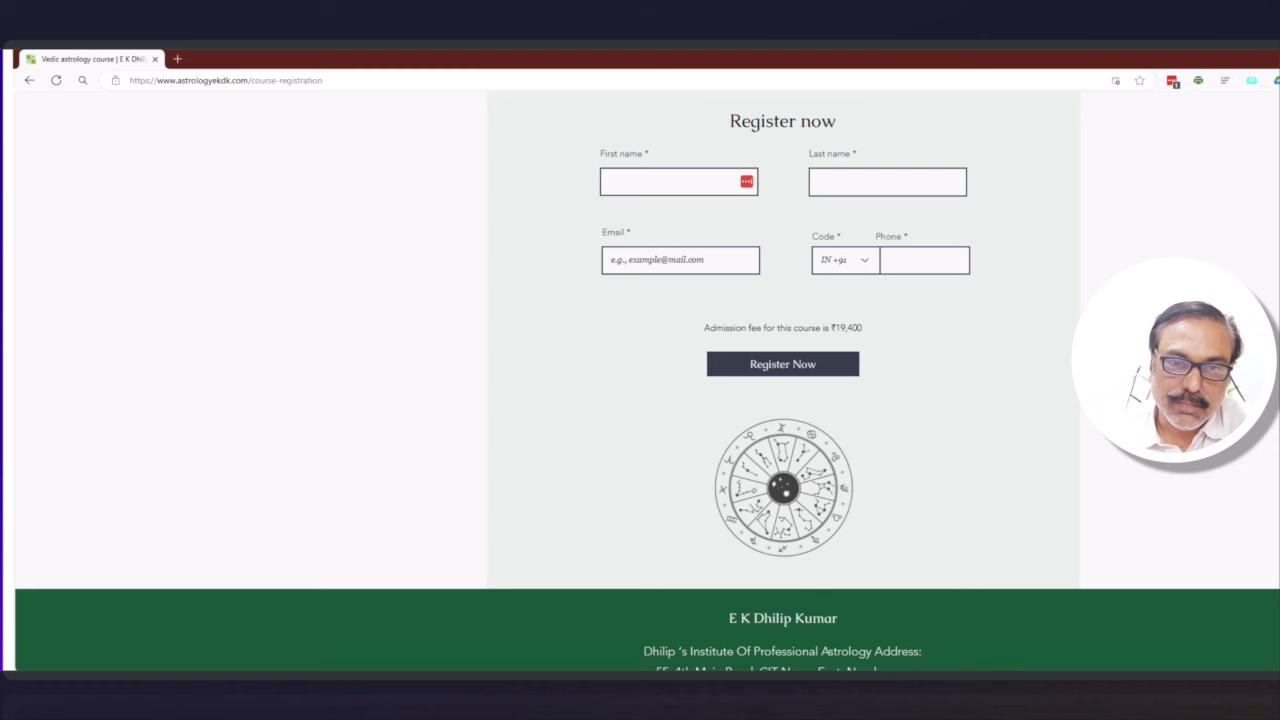 Vedic astrology course | E K Dhil
https://www.astrologyekdk.com/course-registration
Register now
First name *
Last name *
Email *
Code *
Phone *
e.g., example@mail.com
IN +91
Admission fee for this course is ₹19,400
Register Now
E K Dhilip Kumar
Dhilip ‘s Institute Of Professional Astrology Address: